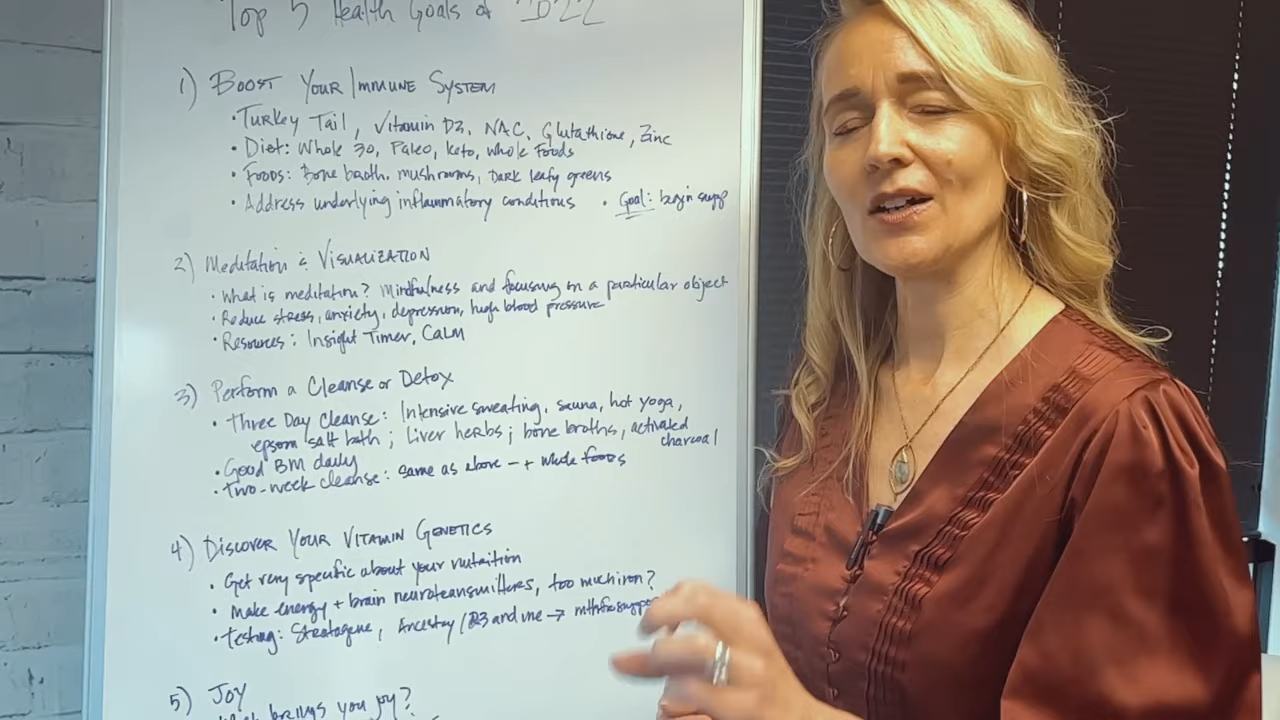 Top 5 Health Goals of 2022
1) Boost Your Immune System
• Turkey Tail, Vitamin D3, NAC, Glutathione, Zinc
• Diet: Whole 30, Paleo, keto, whole foods
• Foods: Bone broth, mushrooms, Dark leafy greens
• Address underlying inflammatory conditions • Goal: begin supp
2) Meditation & Visualization
• What is meditation? Mindfulness and focusing on a particular object
• Reduce stress, anxiety, depression, high blood pressure
• Resources: Insight Timer, CALM
3) Perform a Cleanse or Detox
• Three Day Cleanse: Intensive sweating, sauna, hot yoga,
epsom salt bath; Liver herbs; bone broths, activated
charcoal
• Good BM daily
• Two-week cleanse: same as above - + whole foods
4) Discover Your Vitamin Genetics
• Get very specific about your nutrition
• Make energy + brain neurotransmitters, too much iron?
• Testing: Strategene, Ancestry / 23 and me → mthfrsuppo
5) Joy
brings you joy?